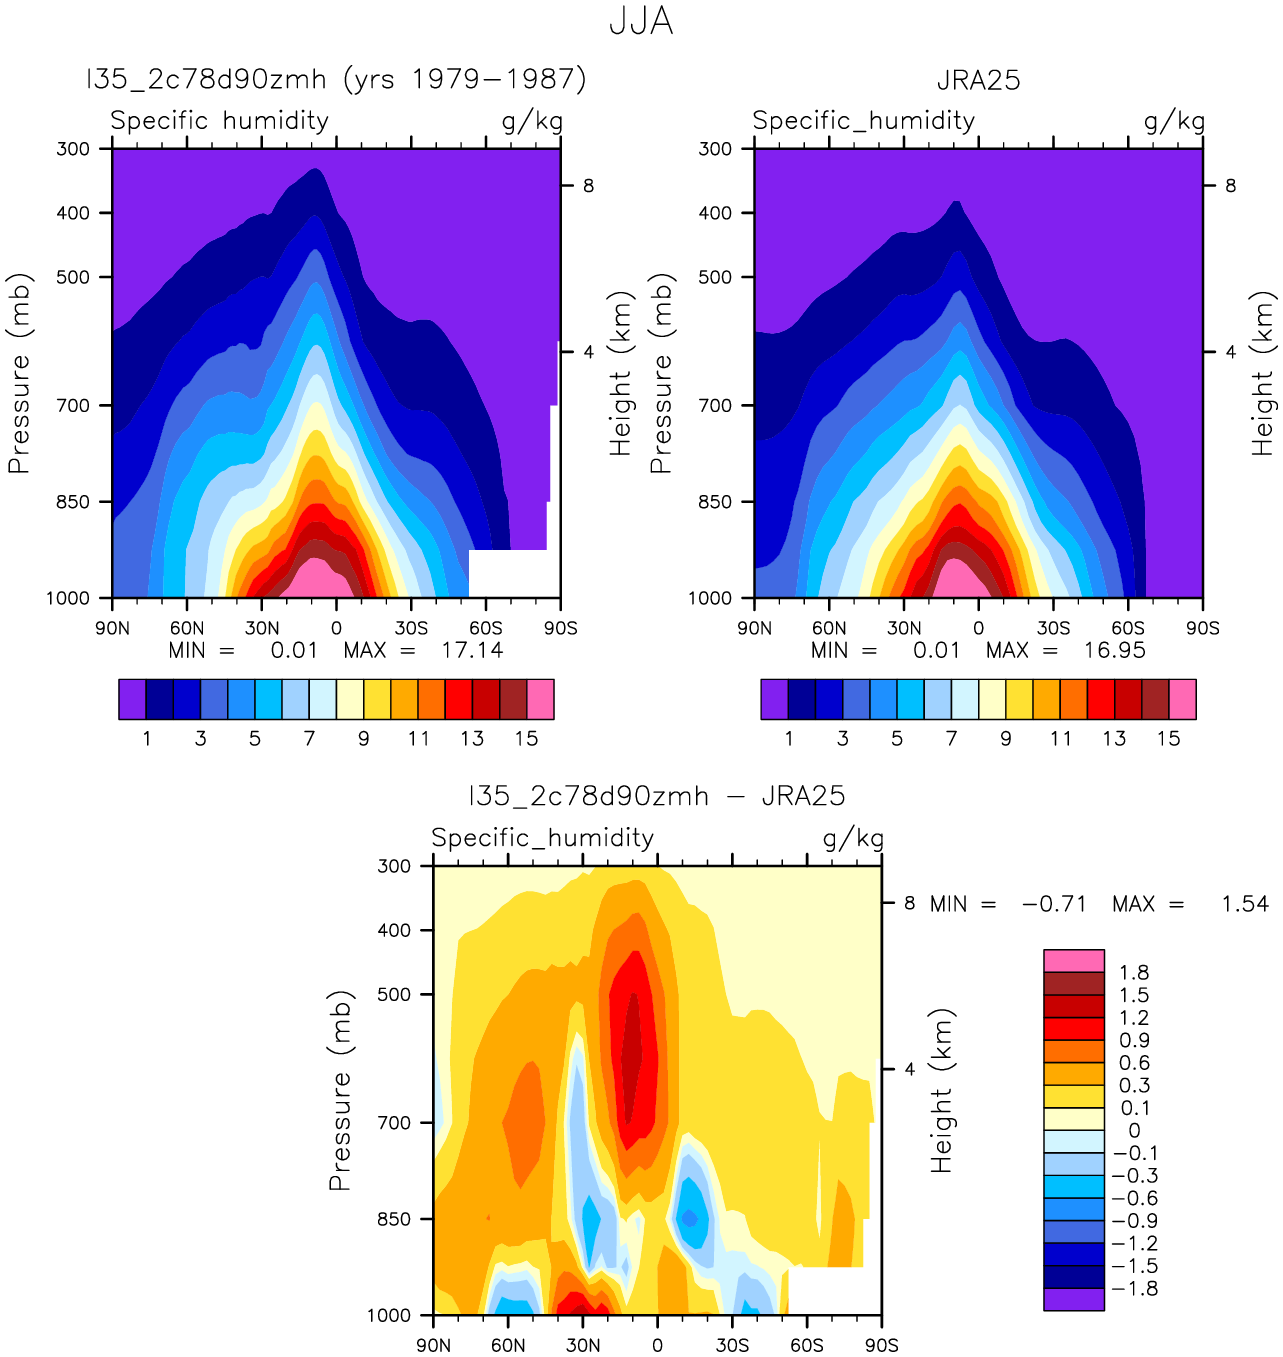 JJA
I35_2c78d90zmh (yrs 1979-1987)
Specific humidity g/kg
300
400
500
700
850
1000
Pressure (mb)
8
4
Height (km)
90N 60N 30N 0 30S 60S 90S
MIN = 0.01 MAX = 17.14
1 3 5 7 9 11 13 15
JRA25
Specific_humidity g/kg
300
400
500
700
850
1000
Pressure (mb)
8
4
Height (km)
90N 60N 30N 0 30S 60S 90S
MIN = 0.01 MAX = 16.95
1 3 5 7 9 11 13 15
I35_2c78d90zmh - JRA25
Specific_humidity g/kg
300
400
500
700
850
1000
Pressure (mb)
8
4
Height (km)
90N 60N 30N 0 30S 60S 90S
MIN = -0.71 MAX = 1.54
1.8
1.5
1.2
0.9
0.6
0.3
0.1
0
-0.1
-0.3
-0.6
-0.9
-1.2
-1.5
-1.8